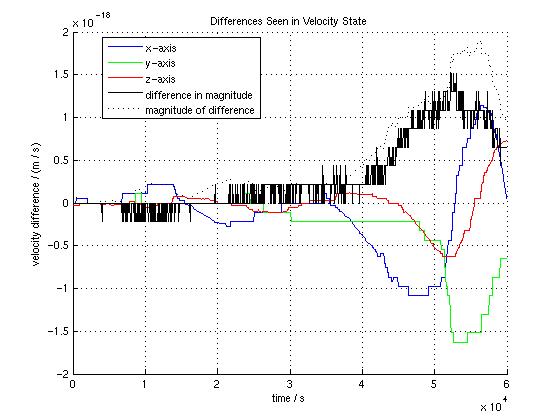 Differences Seen in Velocity State
× 10 -18
2
1.5
1
0.5
0
−0.5
−1
−1.5
−2
velocity difference / (m / s)
x-axis
y-axis
z-axis
difference in magnitude
magnitude of difference
0 1 2 3 4 5 6
time / s
× 10 4